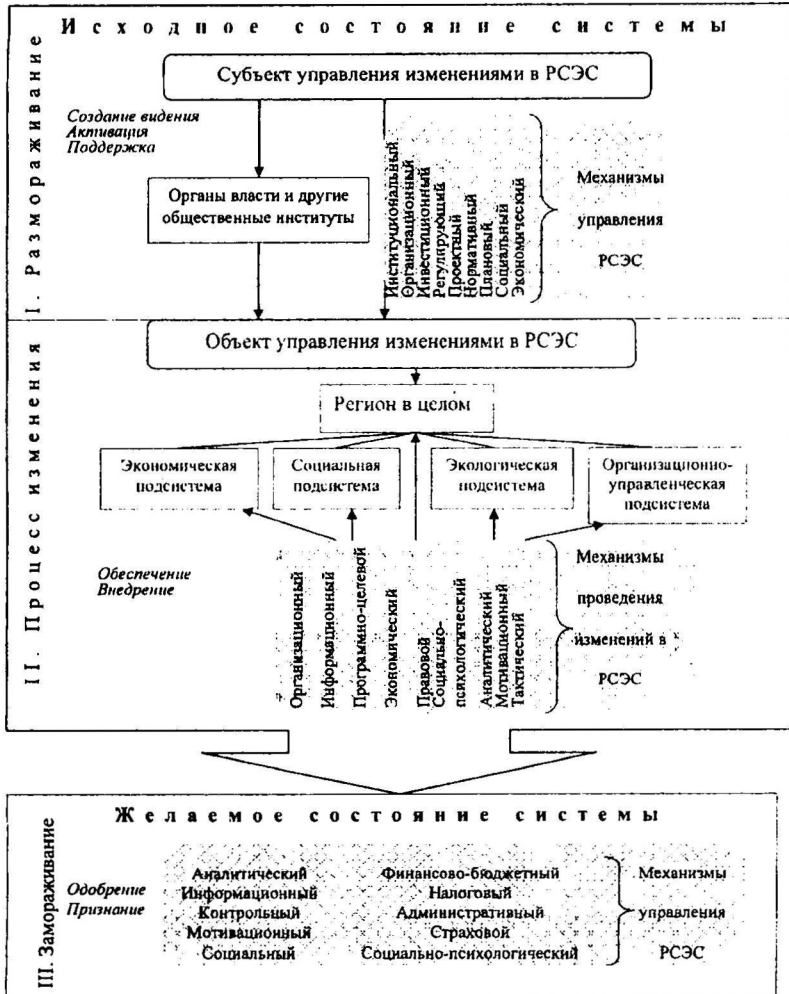 Исходное состояние системы
I. Размораживание
Субъект управления изменениями в РСЭС
Создание видения
Активация
Поддержка
Органы власти и другие
общественные институты
Институциональный
Организационный
Инвестиционный
Регулирующий
Проектный
Нормативный
Плановый
Социальный
Экономический
Механизмы
управления
РСЭС
II. Процесс изменения
Объект управления изменениями в РСЭС
Регион в целом
Экономическая
подсистема
Социальная
подсистема
Экологическая
подсистема
Организационно-
управленческая
подсистема
Обеспечение
Внедрение
Организационный
Информационный
Программно-целевой
Экономический
Правовой
Социально-
психологический
Аналитический
Мотивационный
Тактический
Механизмы
проведения
изменений в
РСЭС
Желаемое состояние системы
III. Замораживание
Одобрение
Признание
Аналитический
Информационный
Контрольный
Мотивационный
Социальный
Финансово-бюджетный
Налоговый
Административный
Страховой
Социально-психологический
Механизмы
управления
РСЭС